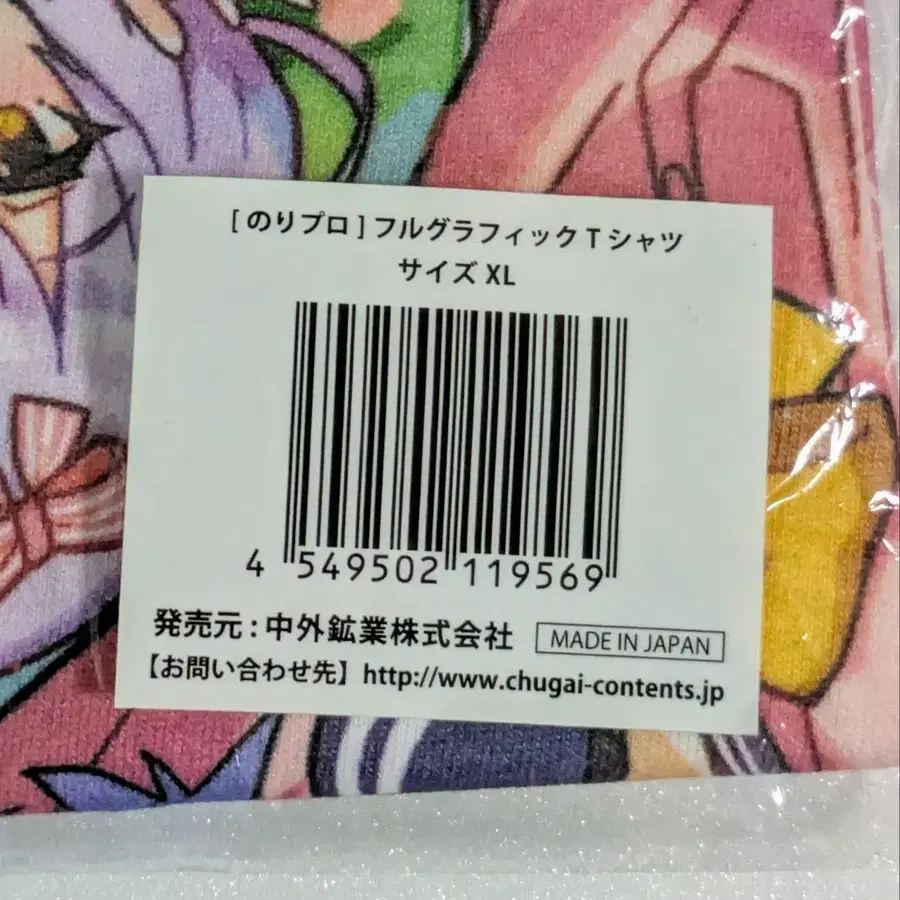 [ のりプロ ] フルグラフィック T シャツ
サイズ XL
4 549502 119569
発売元 : 中外鉱業株式会社 MADE IN JAPAN
【お問い合わせ先】 http://www.chugai-contents.jp